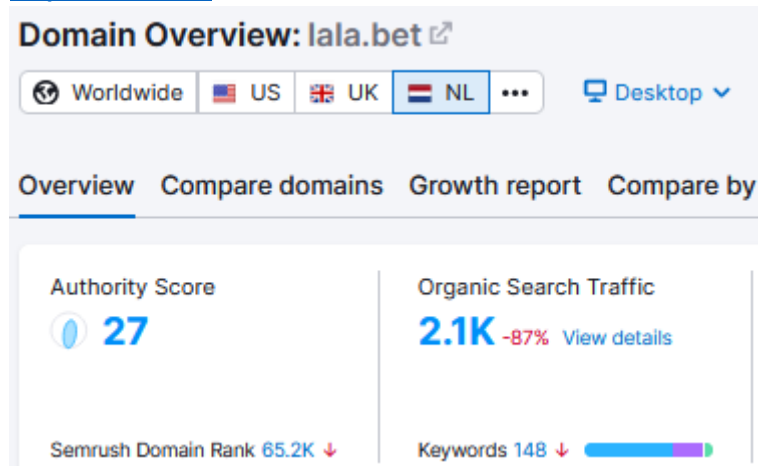 Domain Overview: lala.bet
Worldwide US UK NL ••• Desktop
Overview Compare domains Growth report Compare by
Authority Score
27
Semrush Domain Rank 65.2K ↓
Organic Search Traffic
2.1K -87% View details
Keywords 148 ↓